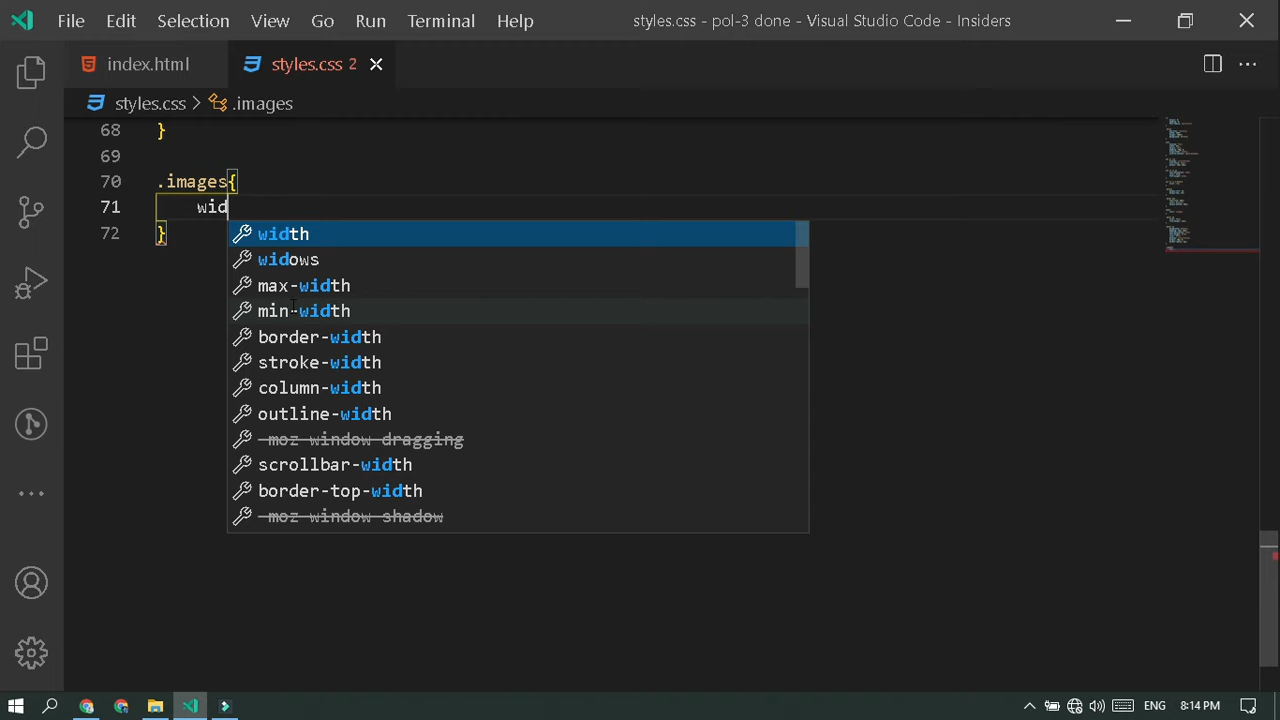 File Edit Selection View Go Run Terminal Help styles.css - pol-3 done - Visual Studio Code - Insiders
index.html styles.css 2
styles.css > .images
68 }
69
70 .images{
71 wid
72 }
width
widows
max-width
min-width
border-width
stroke-width
column-width
outline-width
-moz-window-dragging
scrollbar-width
border-top-width
-moz-window-shadow
ENG 8:14 PM